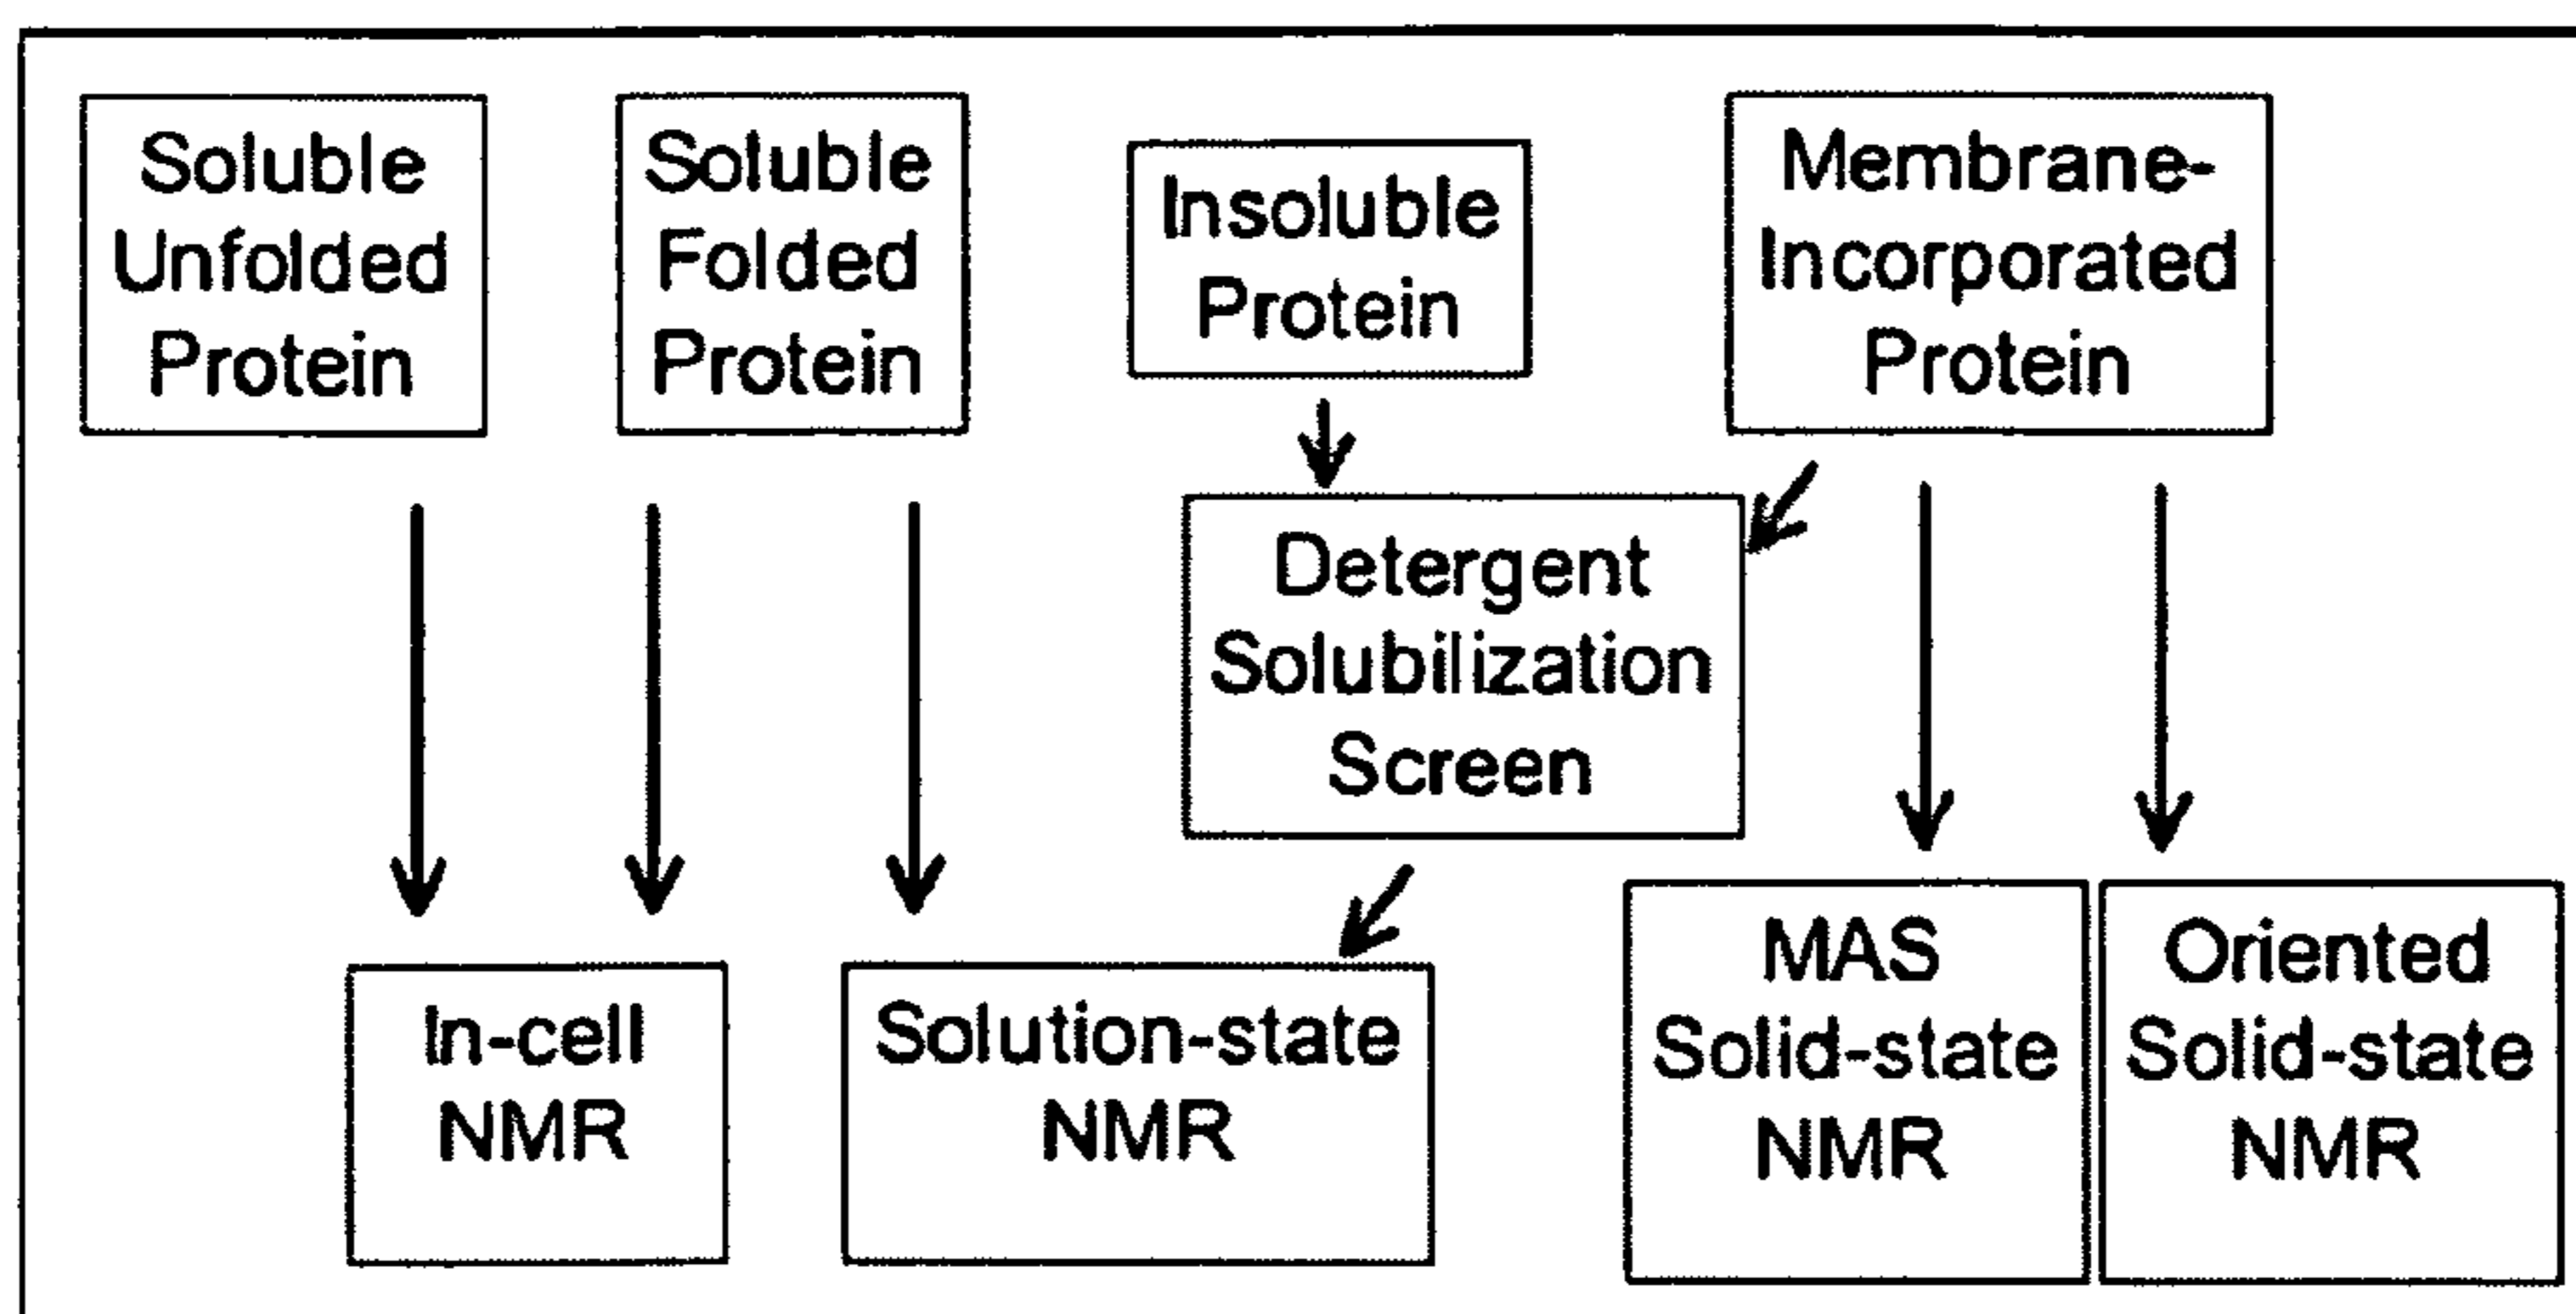 Soluble
Unfolded
Protein
Soluble
Folded
Protein
Insoluble
Protein
Membrane-
Incorporated
Protein
Detergent
Solubilization
Screen
In-cell
NMR
Solution-state
NMR
MAS
Solid-state
NMR
Oriented
Solid-state
NMR